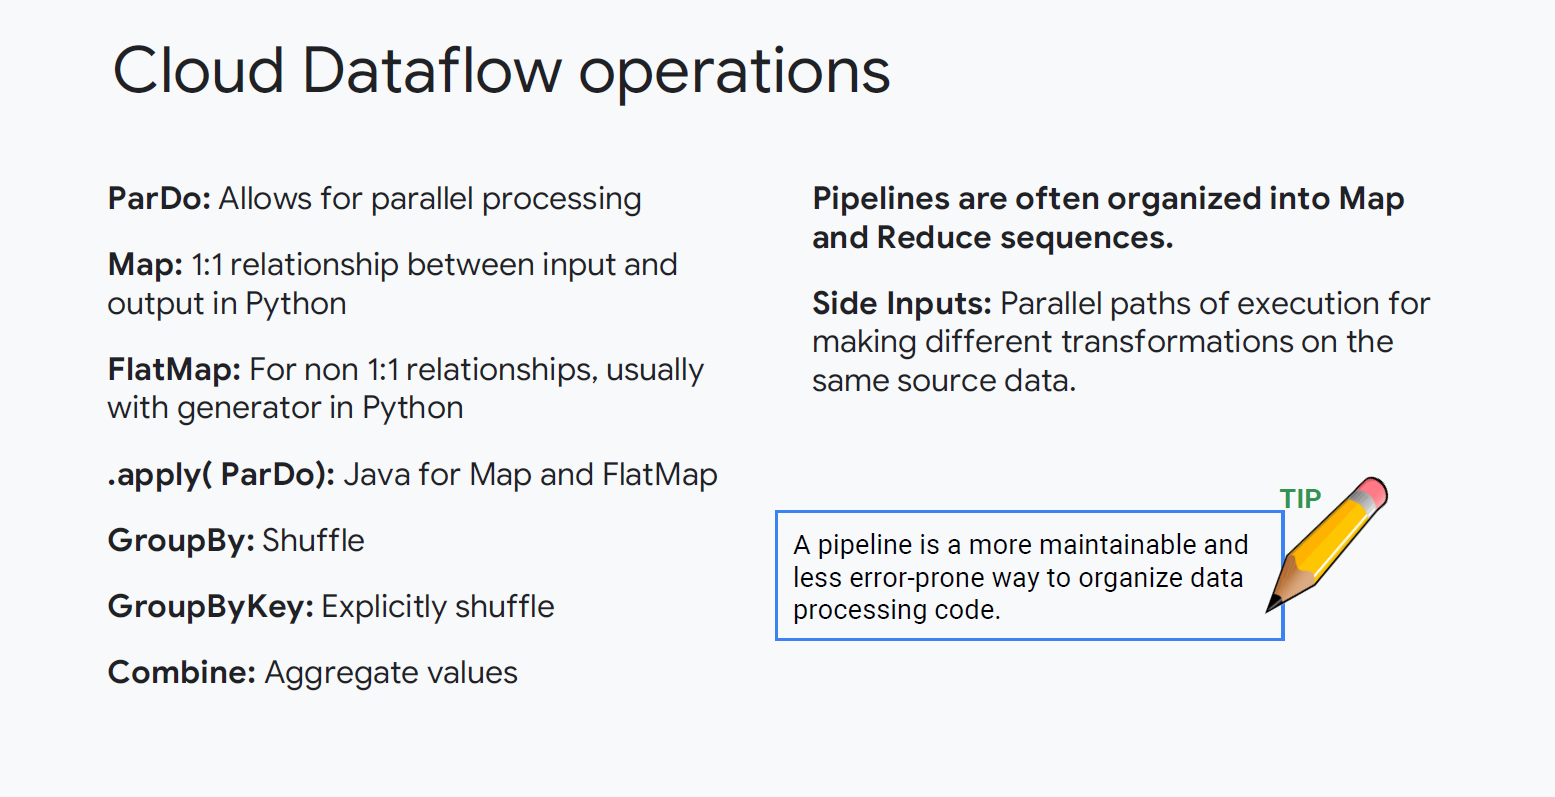 Cloud Dataflow operations
ParDo: Allows for parallel processing
Map: 1:1 relationship between input and
output in Python
FlatMap: For non 1:1 relationships, usually
with generator in Python
.apply( ParDo): Java for Map and FlatMap
GroupBy: Shuffle
GroupByKey: Explicitly shuffle
Combine: Aggregate values
Pipelines are often organized into Map
and Reduce sequences.
Side Inputs: Parallel paths of execution for
making different transformations on the
same source data.
TIP
A pipeline is a more maintainable and
less error-prone way to organize data
processing code.